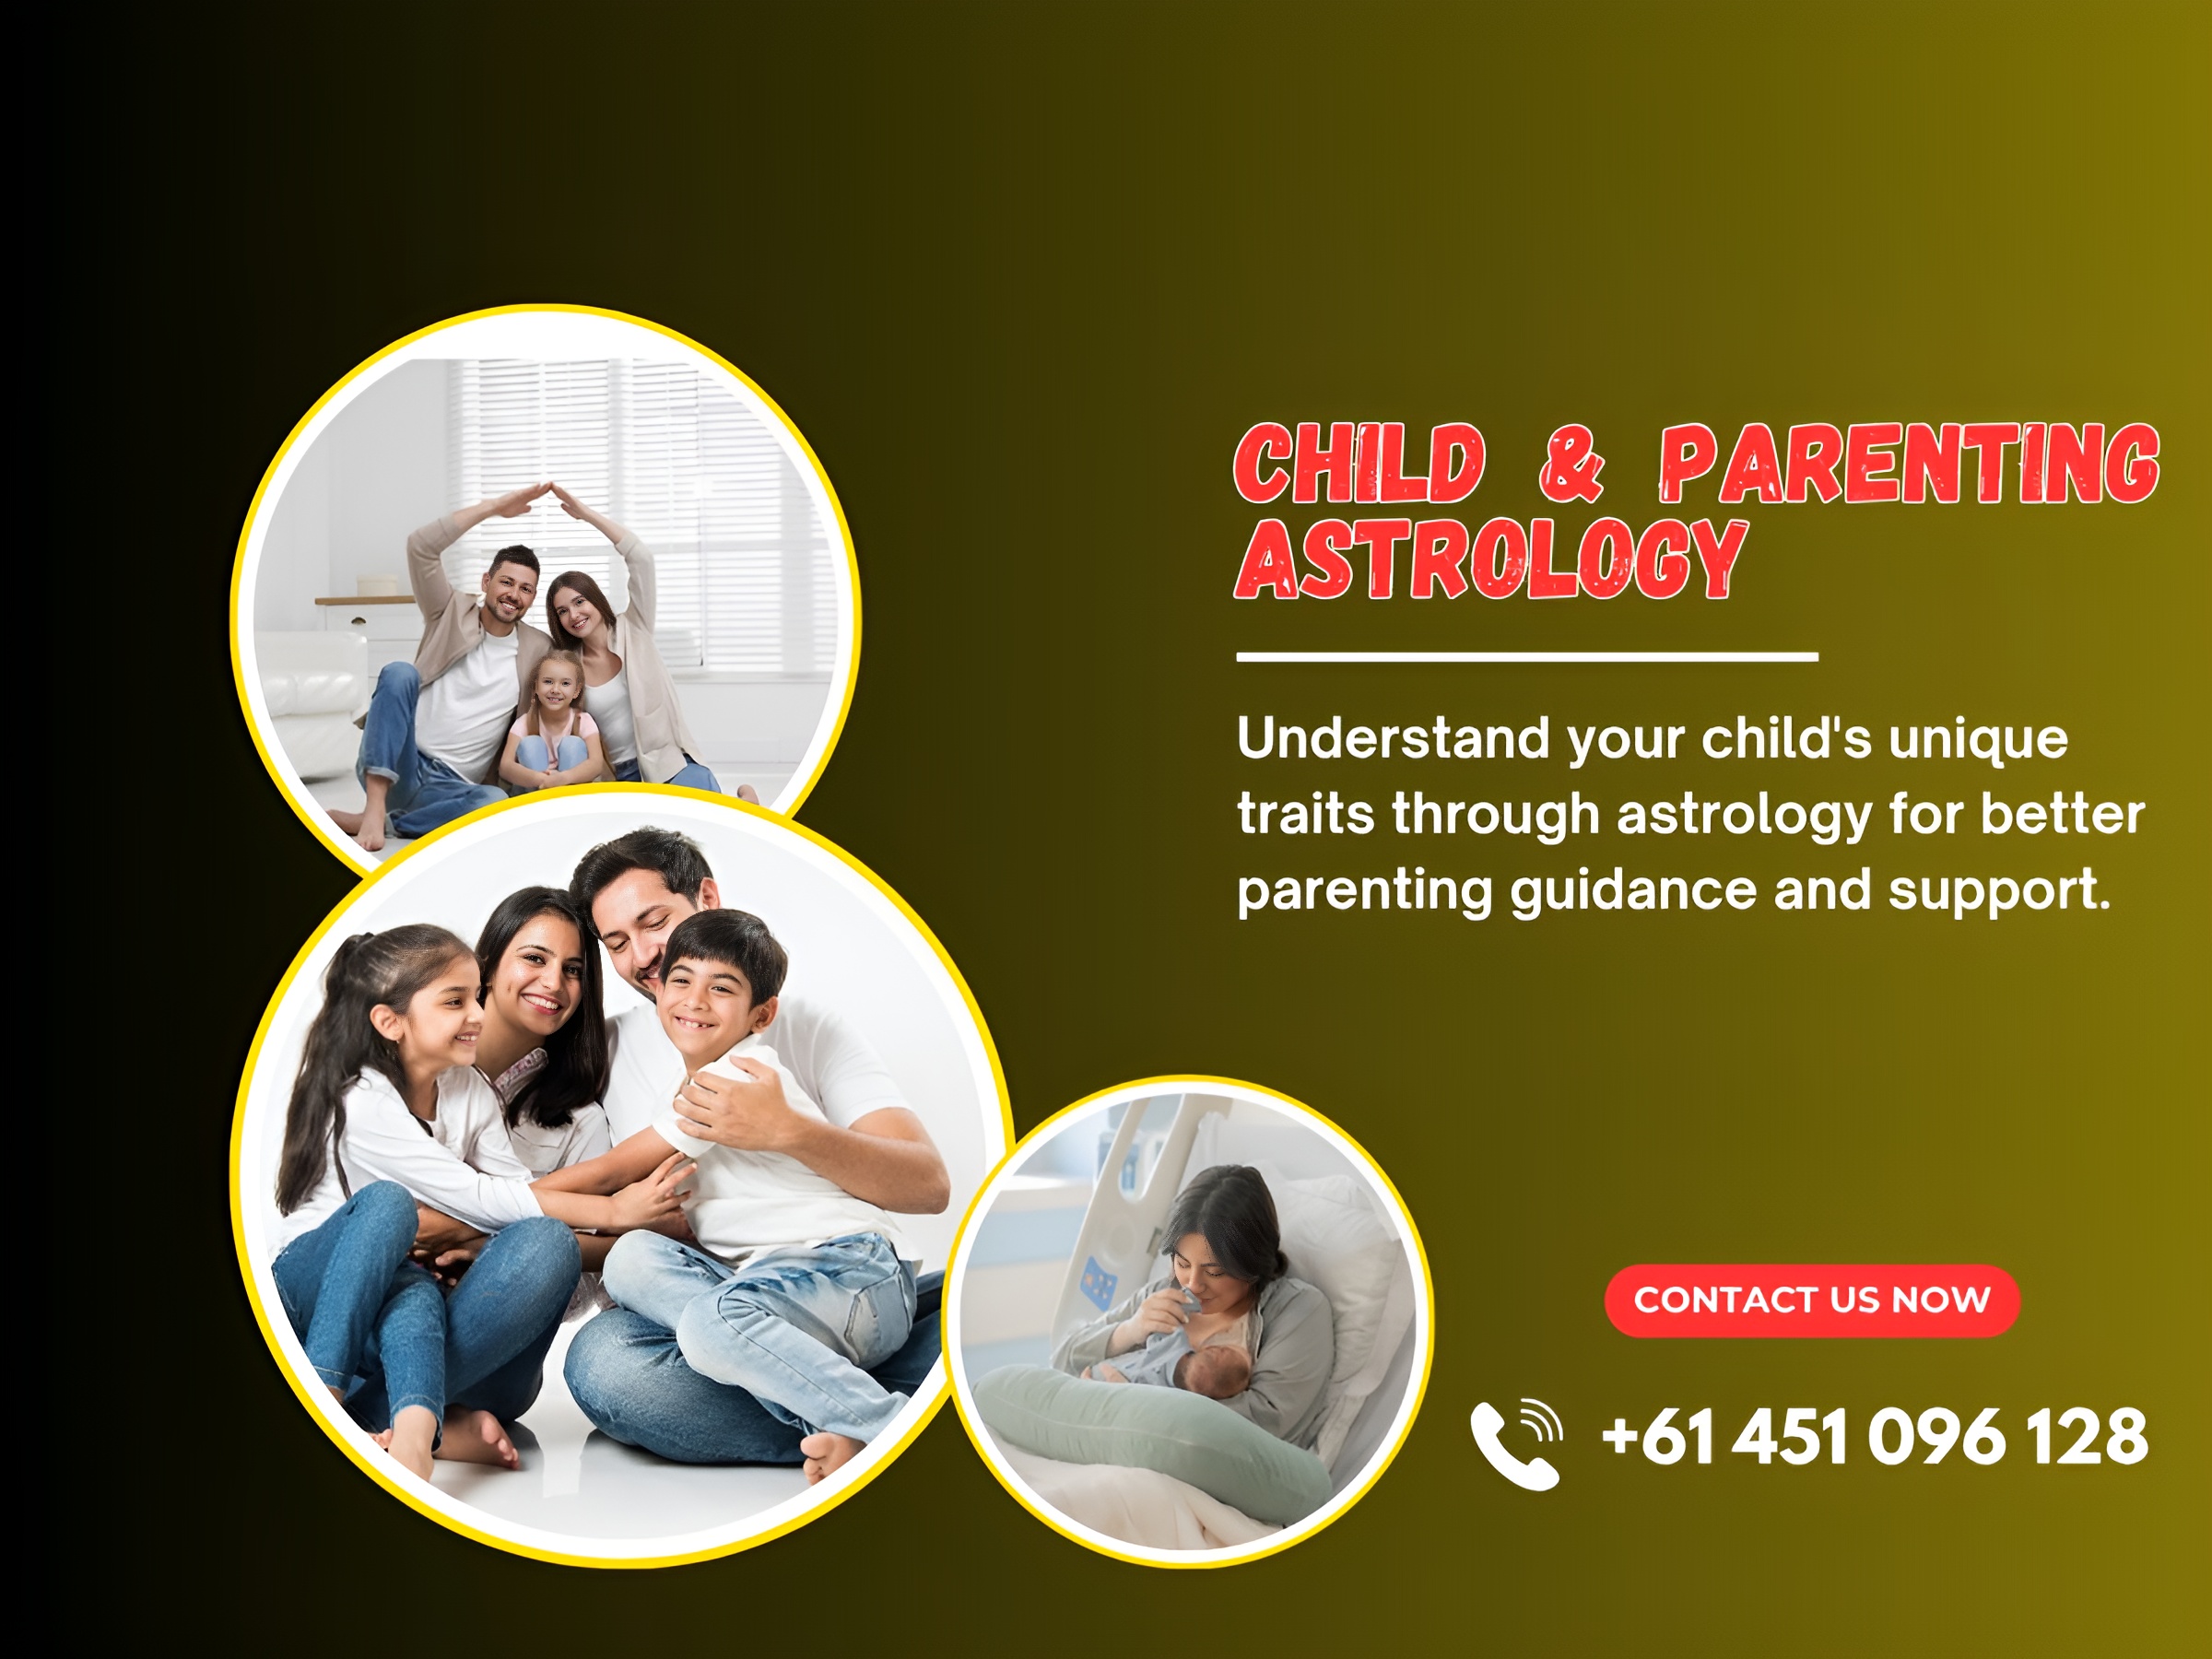 CHILD & PARENTING
ASTROLOGY
Understand your child's unique
traits through astrology for better
parenting guidance and support.
CONTACT US NOW
+61 451 096 128